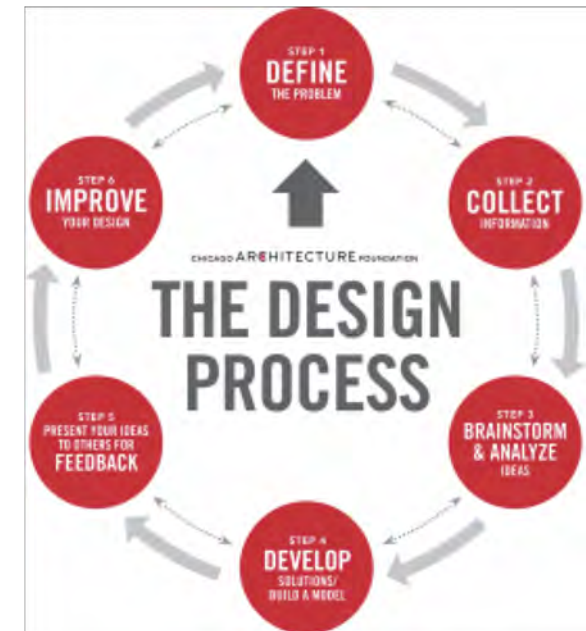 STEP 1
DEFINE
THE PROBLEM
STEP 2
COLLECT
INFORMATION
STEP 3
BRAINSTORM
& ANALYZE
IDEAS
STEP 4
DEVELOP
SOLUTIONS/
BUILD A MODEL
STEP 5
PRESENT YOUR IDEAS
TO OTHERS FOR
FEEDBACK
STEP 6
IMPROVE
YOUR DESIGN
CHICAGO ARCHITECTURE FOUNDATION
THE DESIGN
PROCESS